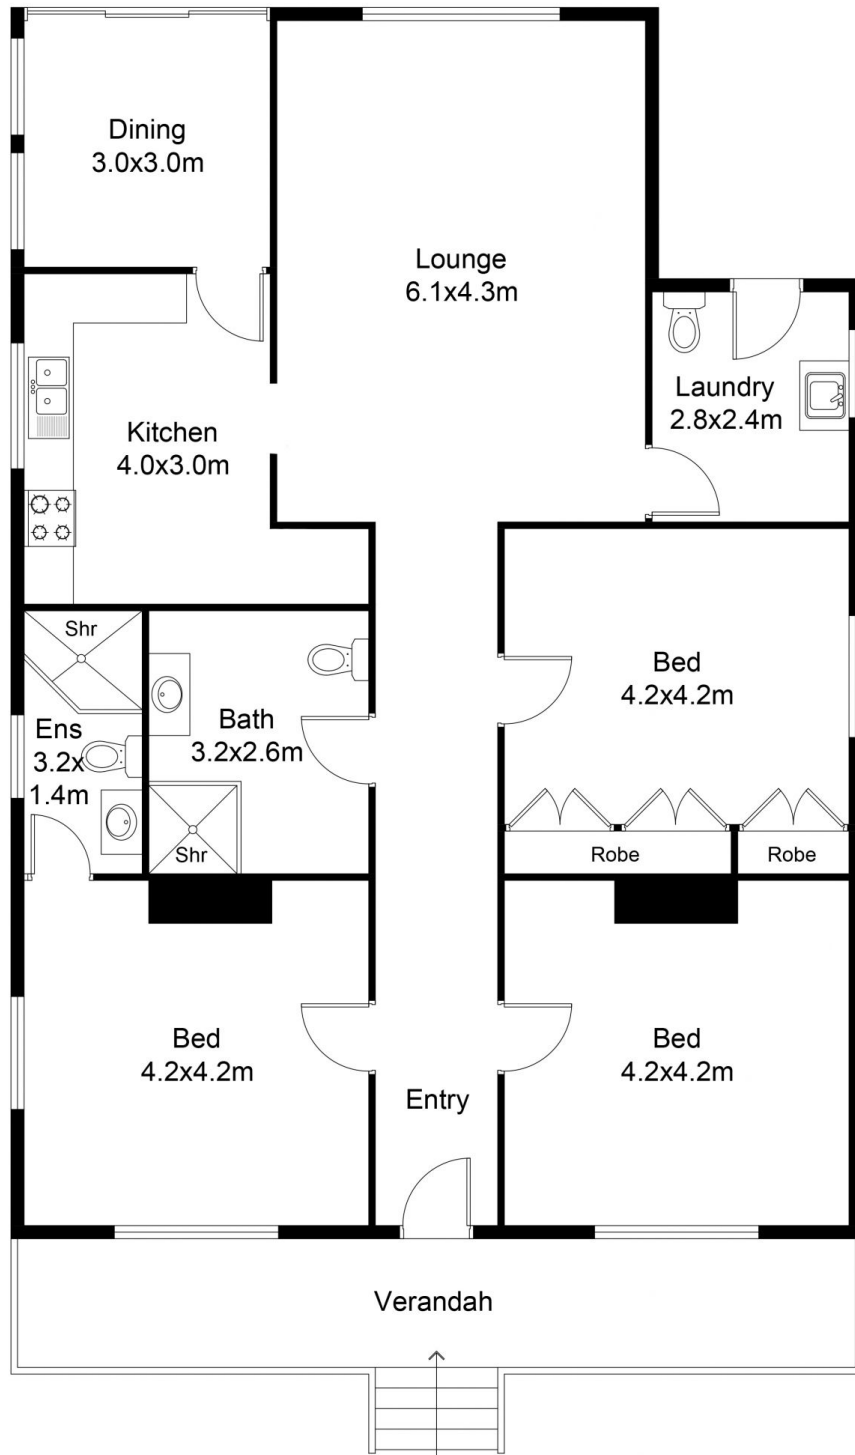 Dining
3.0x3.0m
Lounge
6.1x4.3m
Laundry
2.8x2.4m
Kitchen
4.0x3.0m
Shr
Ens
3.2x
1.4m
Bath
3.2x2.6m
Shr
Bed
4.2x4.2m
Robe
Robe
Bed
4.2x4.2m
Bed
4.2x4.2m
Entry
Verandah